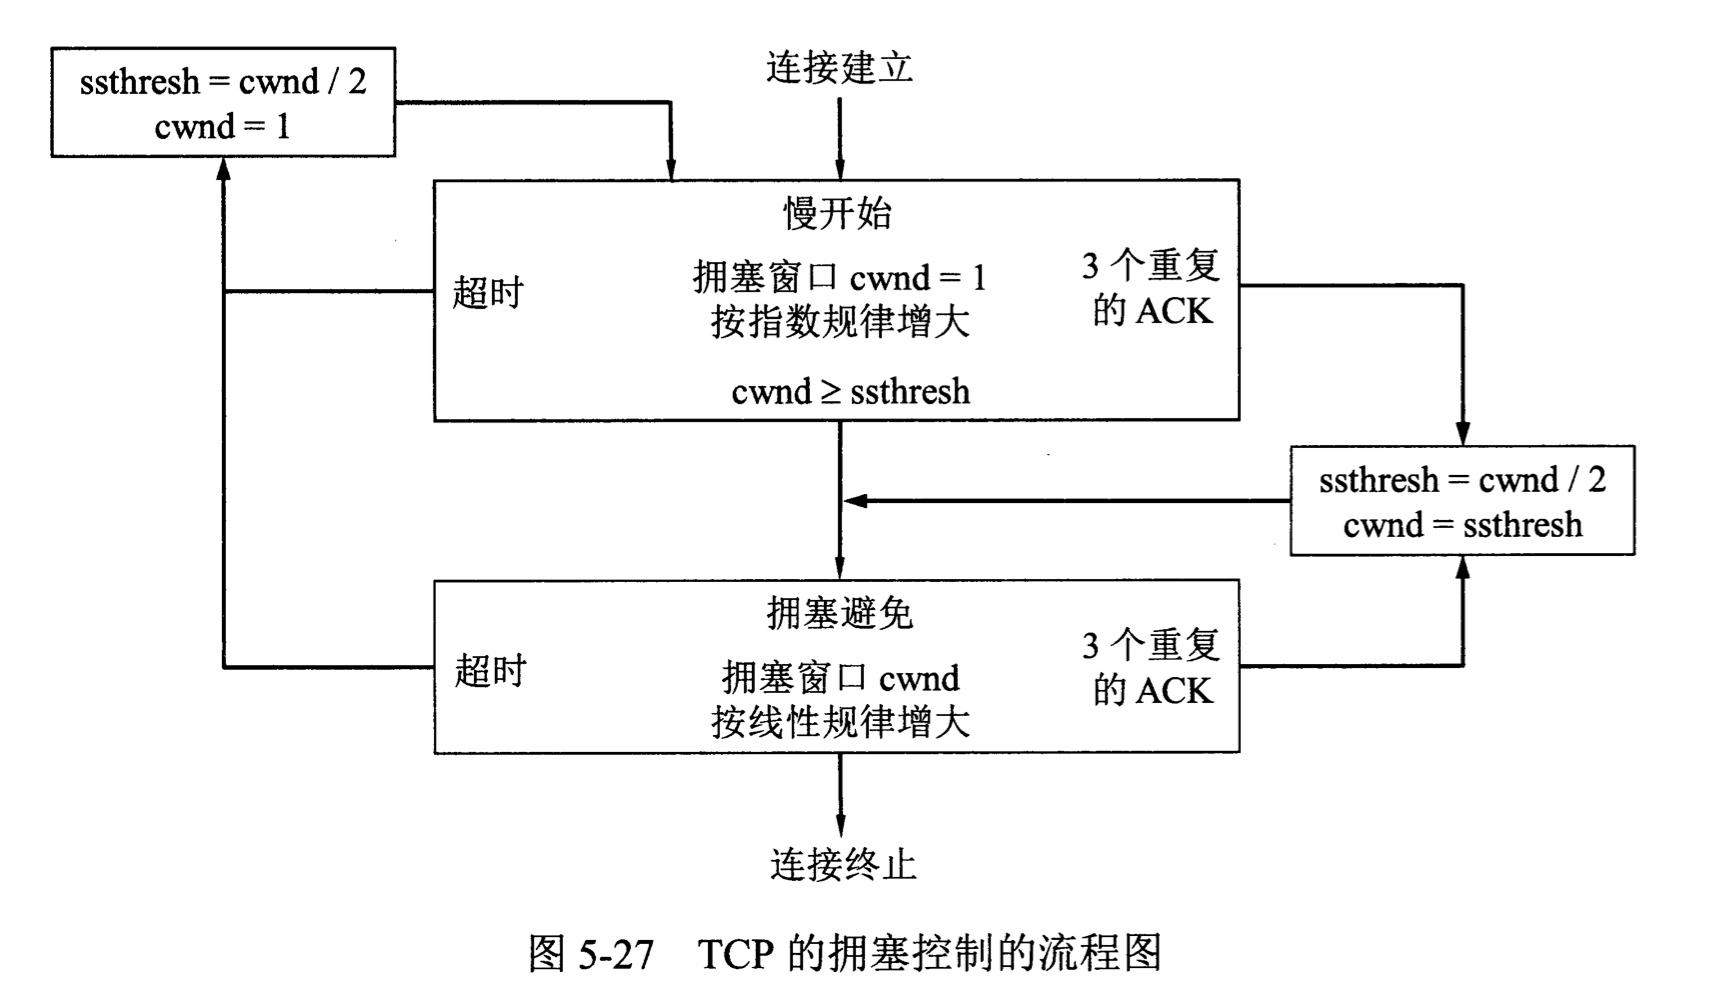 ssthresh = cwnd / 2
cwnd = 1
连接建立
慢开始
超时
拥塞窗口 cwnd = 1
按指数规律增大
3 个重复
的 ACK
cwnd ≥ ssthresh
ssthresh = cwnd / 2
cwnd = ssthresh
拥塞避免
超时
拥塞窗口 cwnd
按线性规律增大
3 个重复
的 ACK
连接终止
图 5-27 TCP 的拥塞控制的流程图